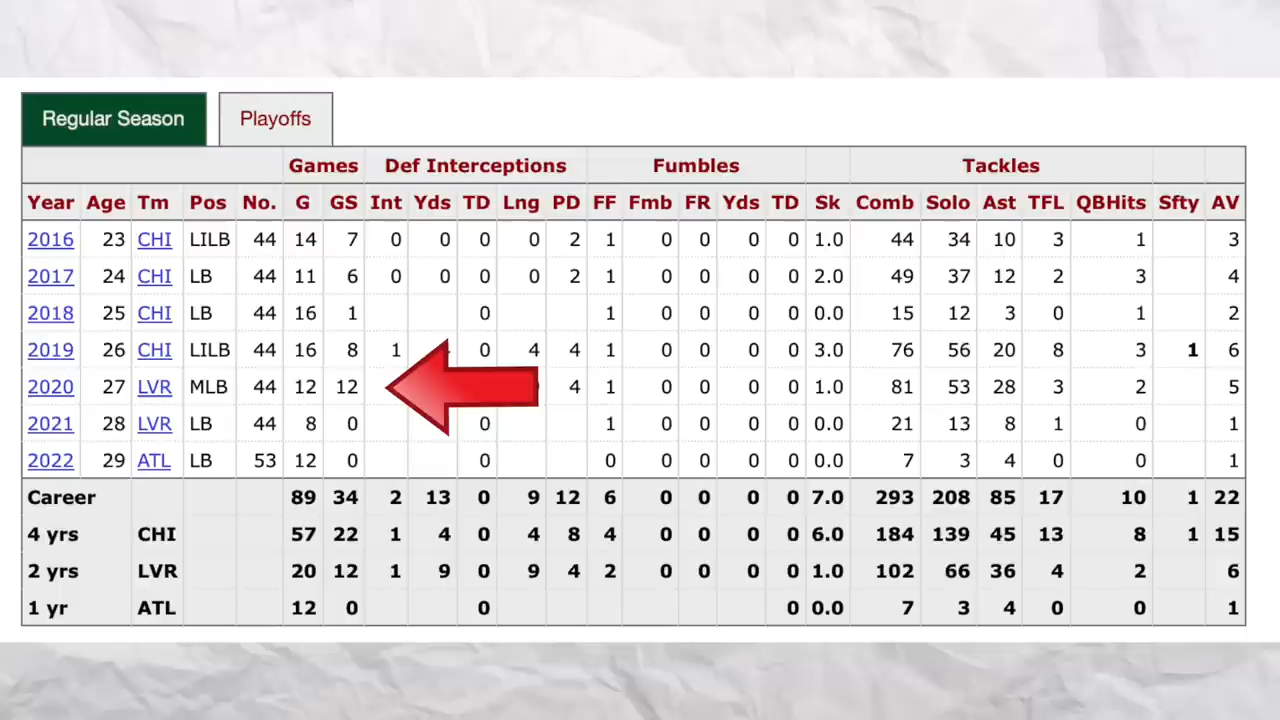 Regular Season Playoffs
Games Def Interceptions Fumbles Tackles
Year Age Tm Pos No. G GS Int Yds TD Lng PD FF Fmb FR Yds TD Sk Comb Solo Ast TFL QBHits Sfty AV
2016 23 CHI LILB 44 14 7 0 0 0 0 2 1 0 0 0 0 1.0 44 34 10 3 1 3
2017 24 CHI LB 44 11 6 0 0 0 0 2 1 0 0 0 0 2.0 49 37 12 2 3 4
2018 25 CHI LB 44 16 1 0 1 0 0 0 0 0.0 15 12 3 0 1 2
2019 26 CHI LILB 44 16 8 1 0 4 4 1 0 0 0 0 3.0 76 56 20 8 3 1 6
2020 27 LVR MLB 44 12 12 4 1 0 0 0 0 1.0 81 53 28 3 2 5
2021 28 LVR LB 44 8 0 0 1 0 0 0 0 0.0 21 13 8 1 0 1
2022 29 ATL LB 53 12 0 0 0 0 0 0 0 0.0 7 3 4 0 0 1
Career 89 34 2 13 0 9 12 6 0 0 0 0 7.0 293 208 85 17 10 1 22
4 yrs CHI 57 22 1 4 0 4 8 4 0 0 0 0 6.0 184 139 45 13 8 1 15
2 yrs LVR 20 12 1 9 0 9 4 2 0 0 0 0 1.0 102 66 36 4 2 6
1 yr ATL 12 0 0 0 0.0 7 3 4 0 0 1